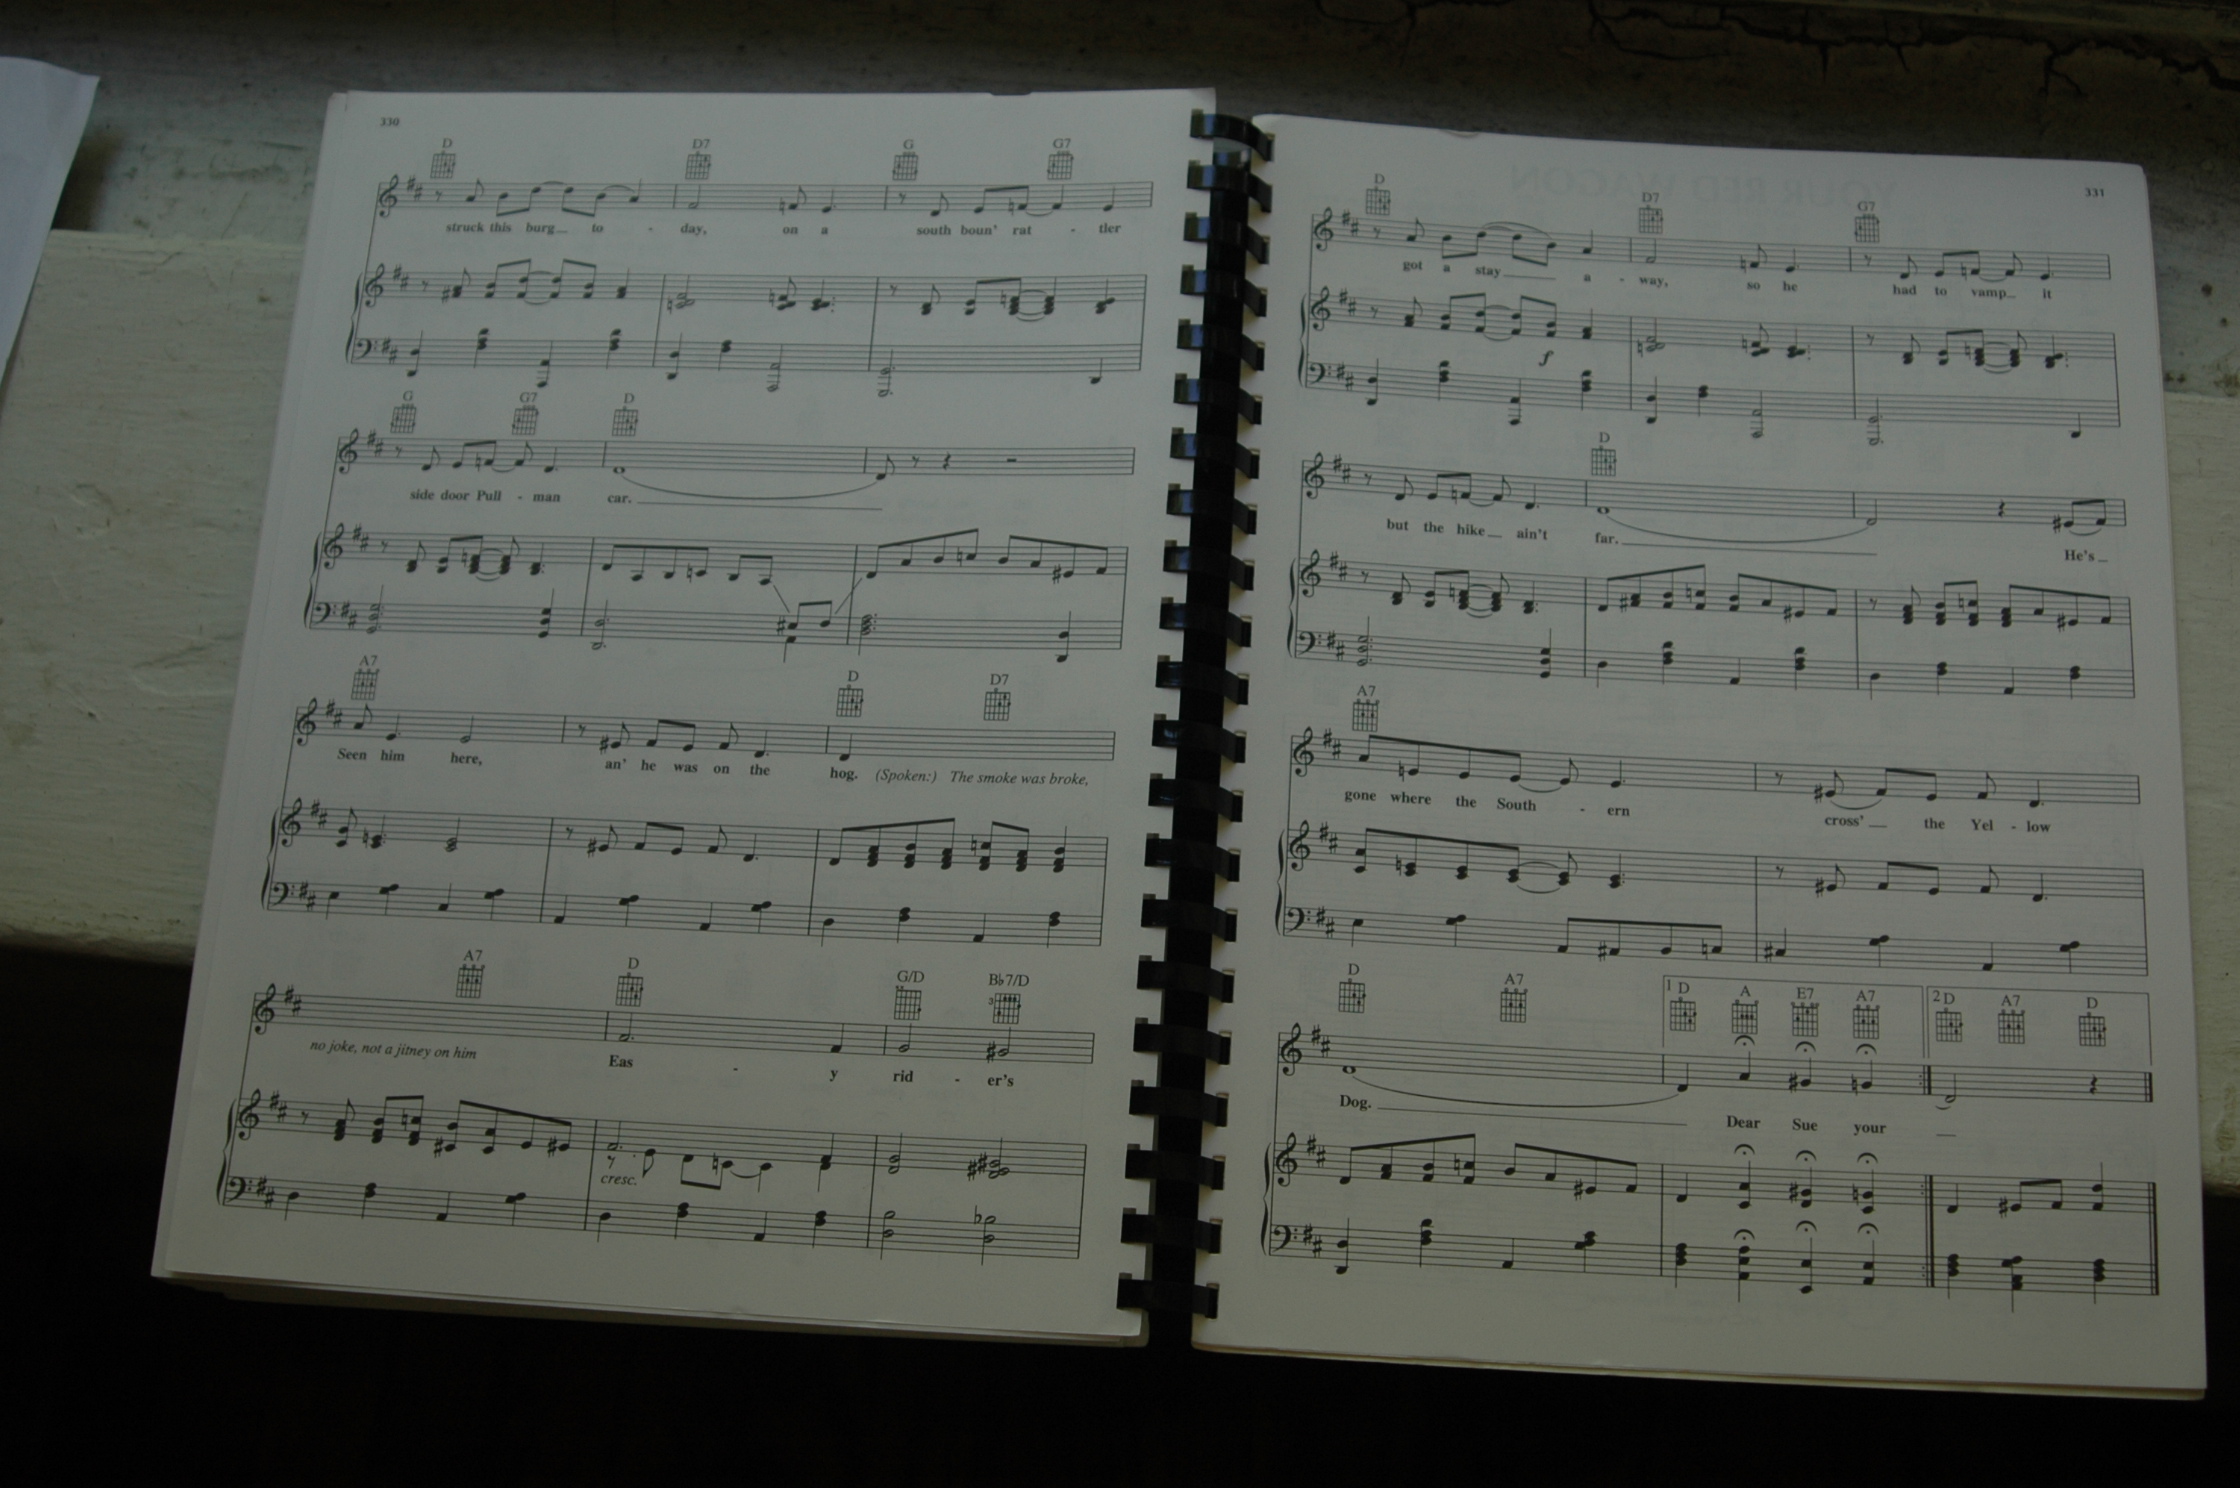 330
D D7 G G7
struck this burg to - day, on a south boun' rat - tler
G G7 D
side door Pull - man car.
A7 D D7
Seen him here, an' he was on the hog. (Spoken:) The smoke was broke,
A7 D G/D B♭7/D
3
no joke, not a jitney on him Eas - y rid - er's
cresc.
331
YOUR RED WAGON
D D7 G7
got a stay a - way, so he had to vamp it
f
D
but the hike ain't far. He's
A7
gone where the South - ern cross' the Yel - low
D A7 1 D A E7 A7 2 D A7 D
Dog. Dear Sue your